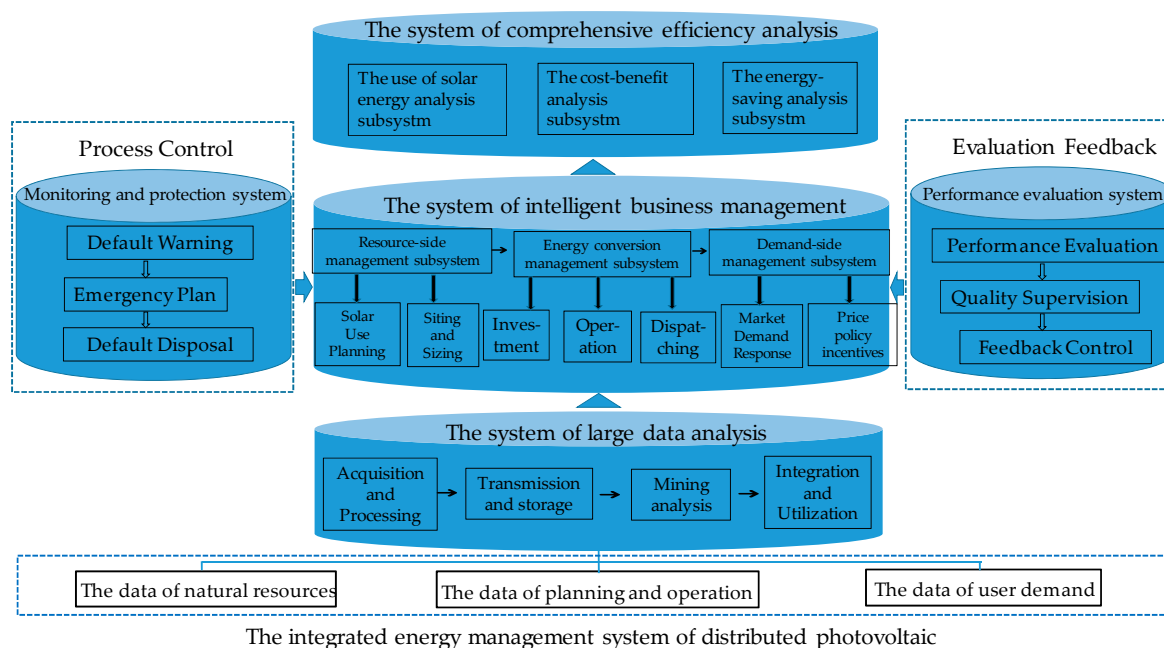 The system of comprehensive efficiency analysis
The use of solar
energy analysis
subsystm
The cost-benefit
analysis
subsystm
The energy-
saving analysis
subsystm
Process Control
Monitoring and protection system
Default Warning
Emergency Plan
Default Disposal
The system of intelligent business management
Resource-side
management subsystem
Energy conversion
management subsystem
Demand-side
management subsystem
Solar
Use
Planning
Siting
and
Sizing
Inves-
tment
Oper-
ation
Dispat-
ching
Market
Demand
Response
Price
policy
incentives
Evaluation Feedback
Performance evaluation system
Performance Evaluation
Quality Supervision
Feedback Control
The system of large data analysis
Acquisition
and
Processing
Transmission
and storage
Mining
analysis
Integration
and
Utilization
The data of natural resources
The data of planning and operation
The data of user demand
The integrated energy management system of distributed photovoltaic